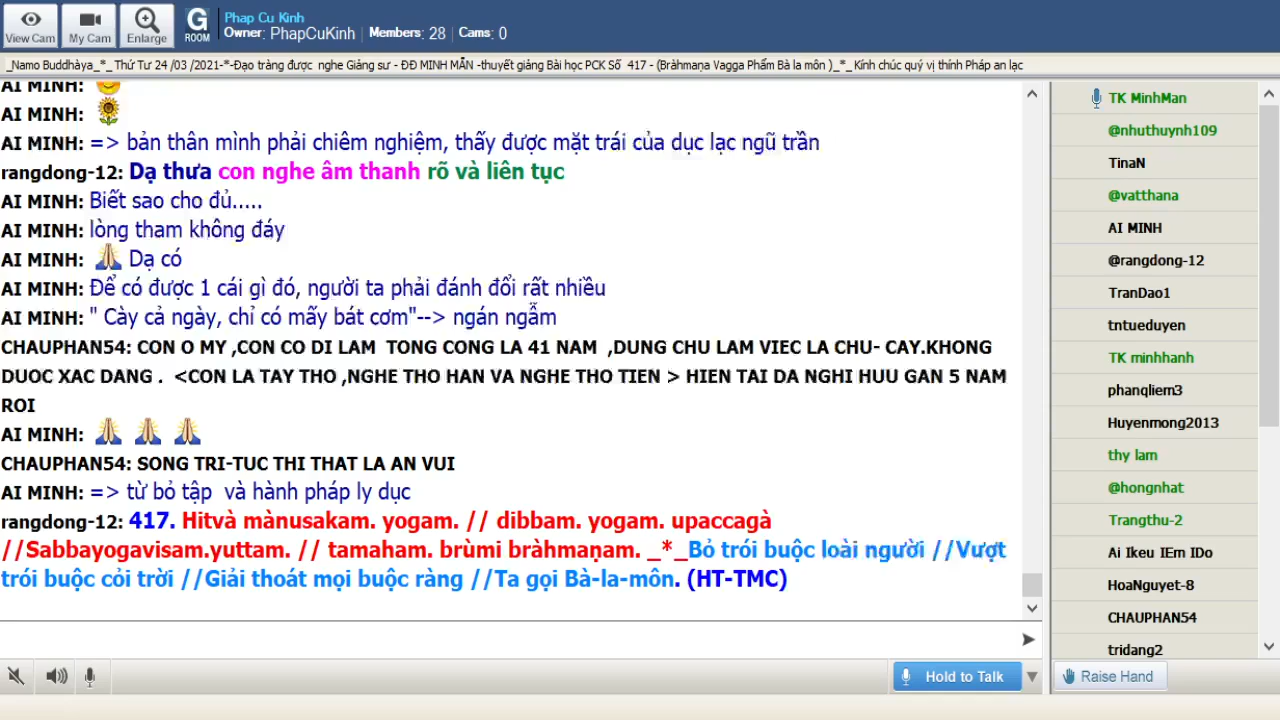 View Cam
My Cam
Enlarge
G
ROOM
Phap Cu Kinh
Owner: PhapCuKinh | Members: 28 | Cams: 0
_Namo Buddhàya_*_ Thứ Tư 24 /03 /2021-*-Đạo tràng được nghe Giảng sư - ĐĐ MINH MẪN -thuyết giảng Bài học PCK Số 417 - (Bràhmaṇa Vagga Phẩm Bà la môn )_*_ Kính chúc quý vị thính Pháp an lạc
AI MINH:
AI MINH:
AI MINH: => bản thân mình phải chiêm nghiệm, thấy được mặt trái của dục lạc ngũ trần
rangdong-12: Dạ thưa con nghe âm thanh rõ và liên tục
AI MINH: Biết sao cho đủ.....
AI MINH: lòng tham không đáy
AI MINH: Dạ có
AI MINH: Để có được 1 cái gì đó, người ta phải đánh đổi rất nhiều
AI MINH: " Cày cả ngày, chỉ có mấy bát cơm"--> ngán ngẫm
CHAUPHAN54: CON O MY ,CON CO DI LAM TONG CONG LA 41 NAM ,DUNG CHU LAM VIEC LA CHU- CAY.KHONG
DUOC XAC DANG . <CON LA TAY THO ,NGHE THO HAN VA NGHE THO TIEN > HIEN TAI DA NGHI HUU GAN 5 NAM
ROI
AI MINH:
CHAUPHAN54: SONG TRI-TUC THI THAT LA AN VUI
AI MINH: => từ bỏ tập và hành pháp ly dục
rangdong-12: 417. Hitvà mànusakam. yogam. // dibbam. yogam. upaccagà
//Sabbayogavisam.yuttam. // tamaham. brùmi bràhmaṇam. _*_Bỏ trói buộc loài người //Vượt
trói buộc cỏi trời //Giải thoát mọi buộc ràng //Ta gọi Bà-la-môn. (HT-TMC)
TK MinhMan
@nhuthuynh109
TinaN
@vatthana
AI MINH
@rangdong-12
TranDao1
tntueduyen
TK minhhanh
phanqliem3
Huyenmong2013
thy lam
@hongnhat
Trangthu-2
Ai Ikeu IEm IDo
HoaNguyet-8
CHAUPHAN54
tridang2
Hold to Talk
Raise Hand